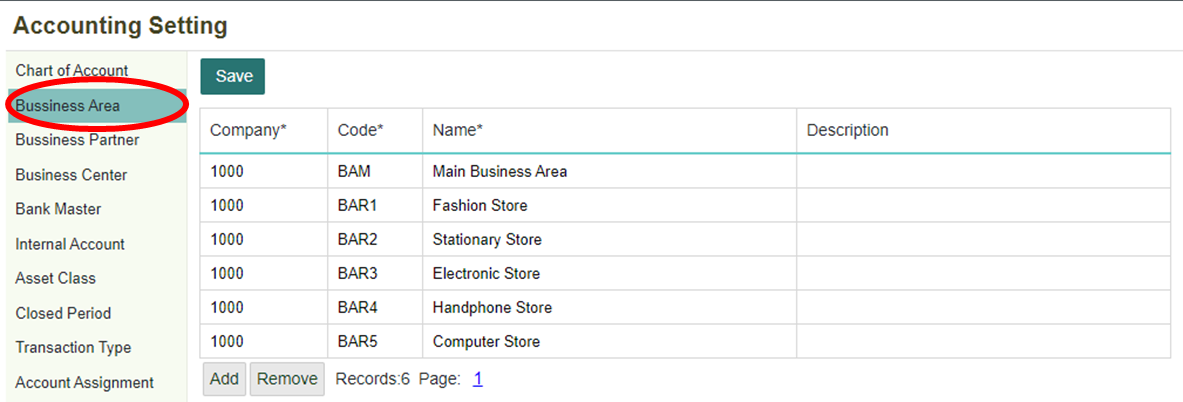 Accounting Setting
Chart of Account
Bussiness Area
Bussiness Partner
Business Center
Bank Master
Internal Account
Asset Class
Closed Period
Transaction Type
Account Assignment
Save
Company* Code* Name* Description
1000 BAM Main Business Area
1000 BAR1 Fashion Store
1000 BAR2 Stationary Store
1000 BAR3 Electronic Store
1000 BAR4 Handphone Store
1000 BAR5 Computer Store
Add Remove Records:6 Page: 1